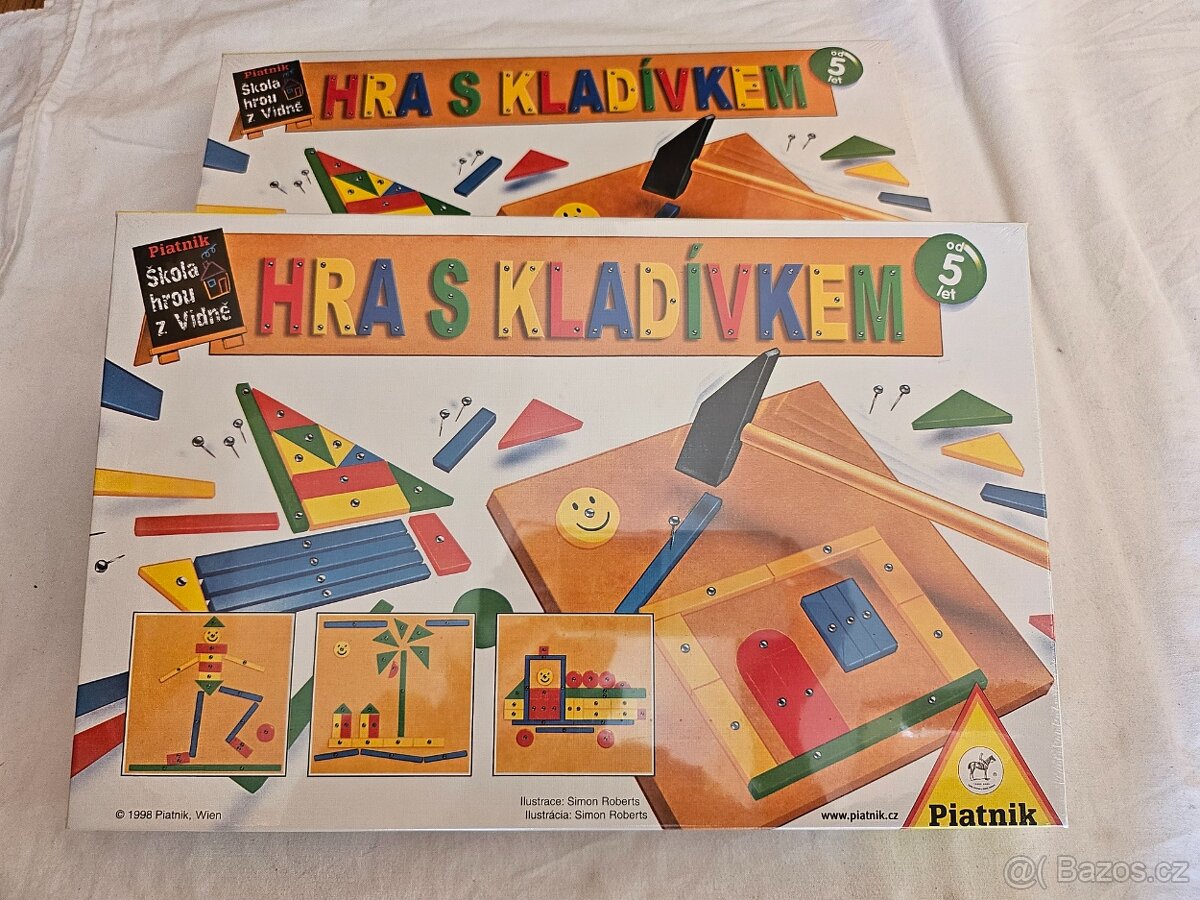 Piatnik
Škola
hrou
z Vídně
HRA S KLADÍVKEM
od
5
let
Piatnik
Škola
hrou
z Vídně
HRA S KLADÍVKEM
od
5
let
© 1998 Piatnik, Wien
Ilustrace: Simon Roberts
Ilustrácia: Simon Roberts
www.piatnik.cz
Piatnik
@( Bazos.cz